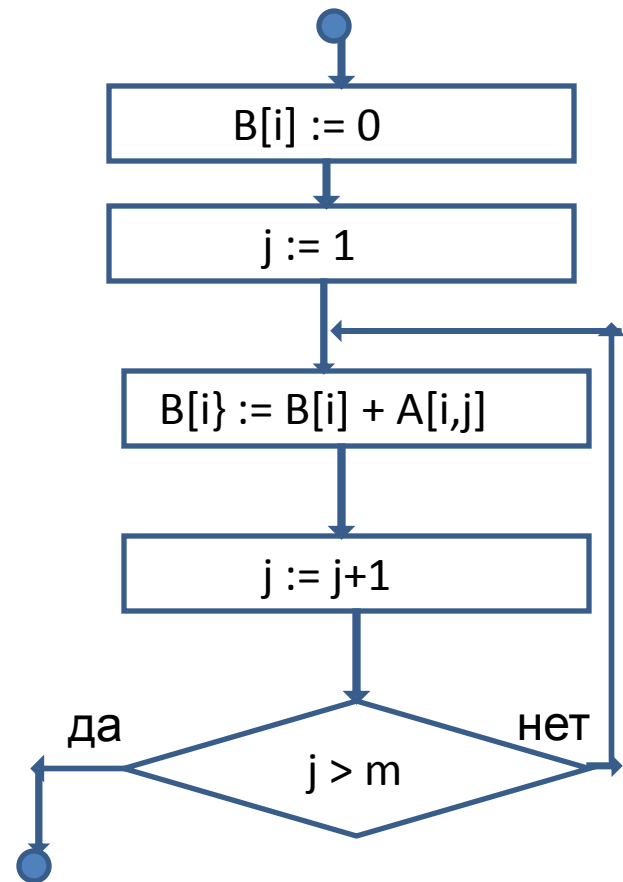 B[i] := 0
j := 1
B[i} := B[i] + A[i,j]
j := j+1
да
нет
j > m